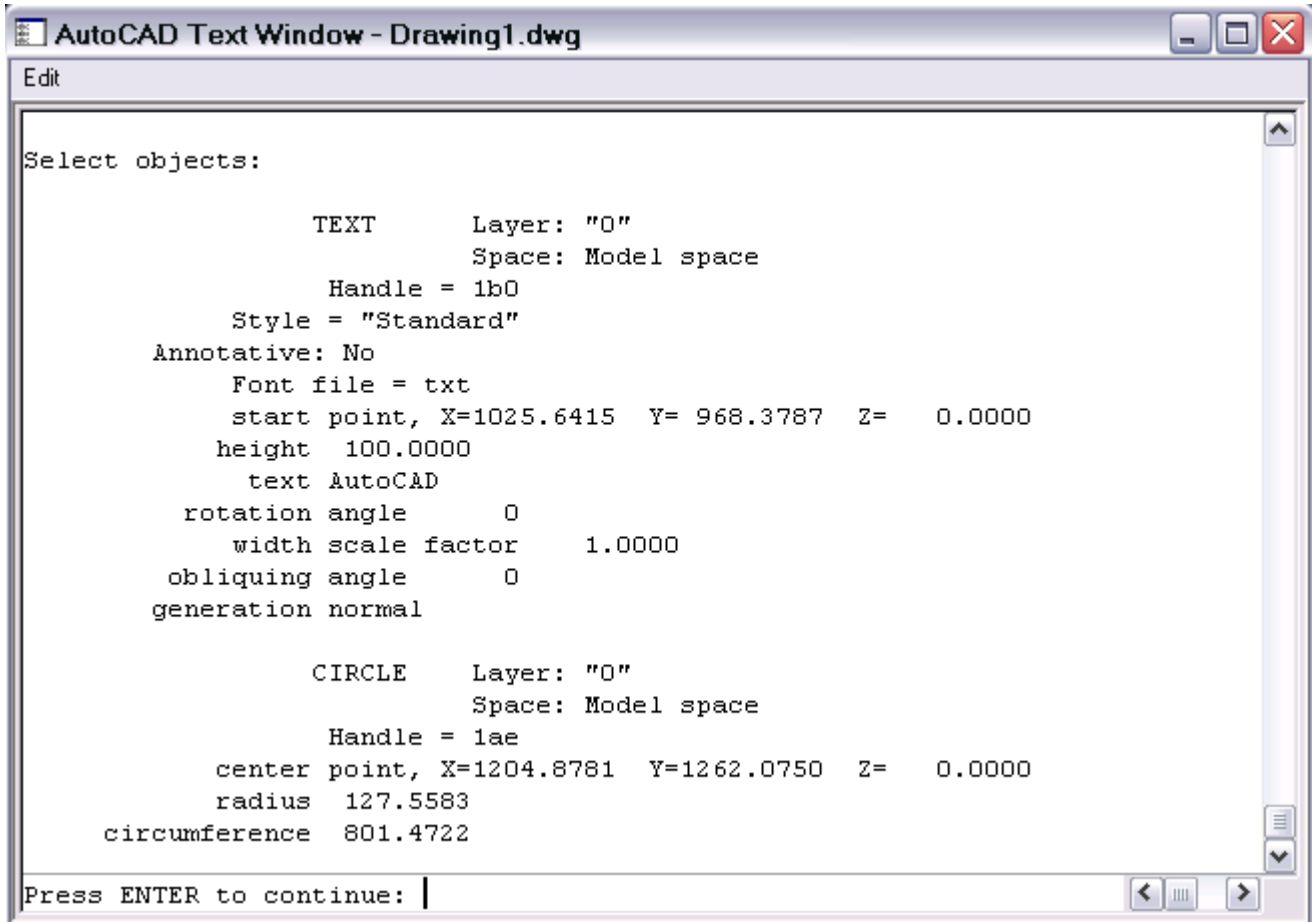 AutoCAD Text Window - Drawing1.dwg
Edit
Select objects:
TEXT Layer: "0"
Space: Model space
Handle = 1b0
Style = "Standard"
Annotative: No
Font file = txt
start point, X=1025.6415 Y= 968.3787 Z= 0.0000
height 100.0000
text AutoCAD
rotation angle 0
width scale factor 1.0000
obliquing angle 0
generation normal
CIRCLE Layer: "0"
Space: Model space
Handle = 1ae
center point, X=1204.8781 Y=1262.0750 Z= 0.0000
radius 127.5583
circumference 801.4722
Press ENTER to continue: